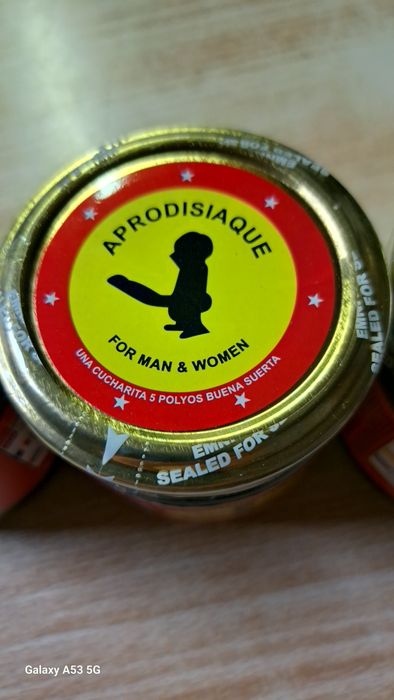 APRODISIAQUE
FOR MAN & WOMEN
UNA CUCHARITA 5 POLYOS BUENA SUERTA
SEALED FOR
SEALED FOR
Galaxy A53 5G